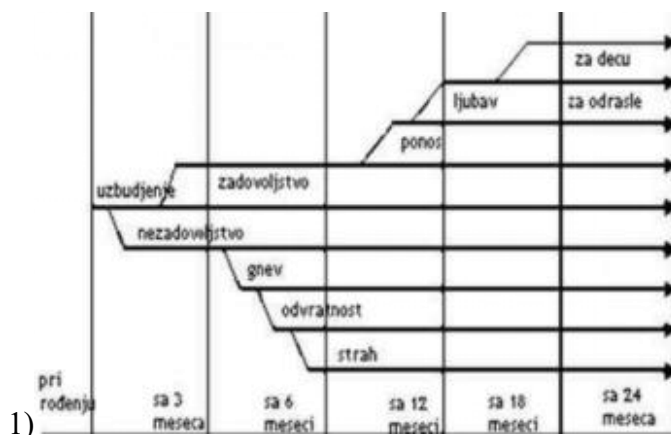 za decu
ljubav
za odrasle
ponos
zadovoljstvo
uzbudjenje
nezadovoljstvo
gnev
odvratnost
strah
pri
rođenju
sa 3
meseca
sa 6
meseci
sa 12
meseci
sa 18
meseci
sa 24
meseca
1)